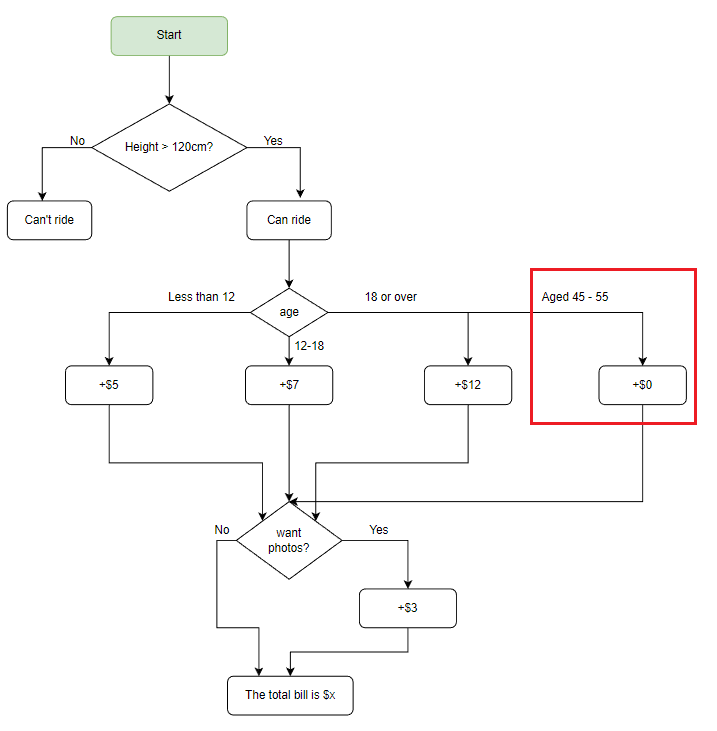 Start
Height > 120cm?
No
Yes
Can't ride
Can ride
Less than 12
age
18 or over
Aged 45 - 55
12-18
+$5
+$7
+$12
+$0
want
photos?
No
Yes
+$3
The total bill is $x